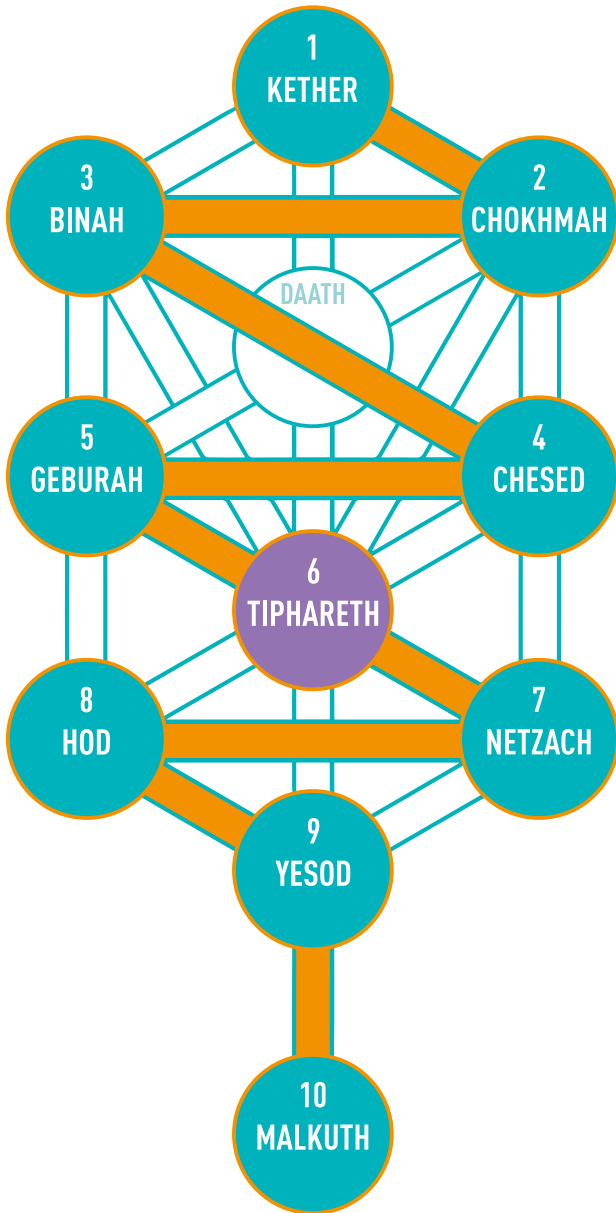 1
KETHER
3
BINAH
2
CHOKHMAH
DAATH
5
GEBURAH
4
CHESED
6
TIPHARETH
8
HOD
7
NETZACH
9
YESOD
10
MALKUTH